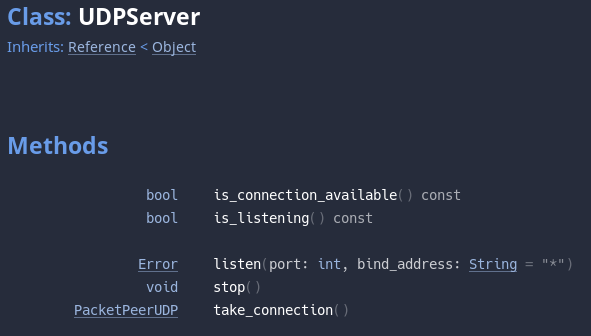 Class: UDPServer
Inherits: Reference < Object
Methods
bool is_connection_available() const
bool is_listening() const
Error listen(port: int, bind_address: String = "*")
void stop()
PacketPeerUDP take_connection()